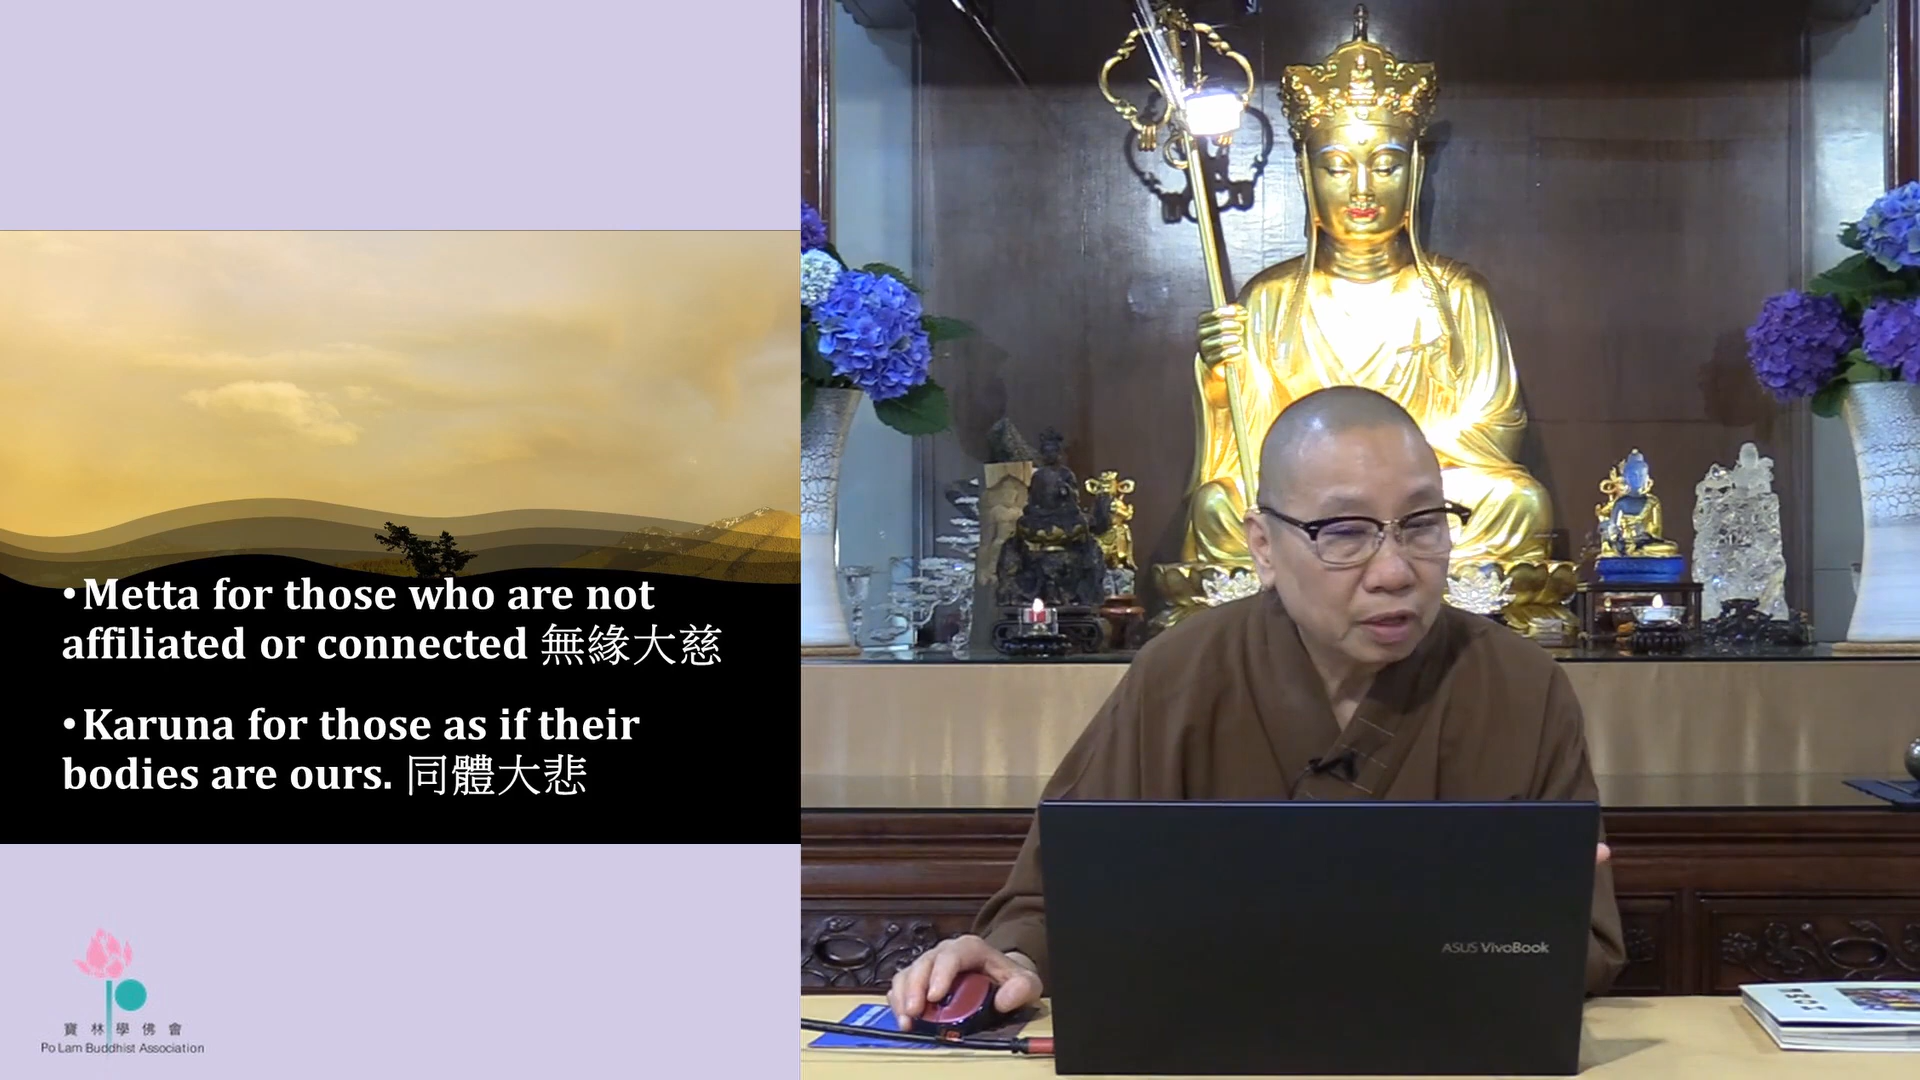 •Metta for those who are not
affiliated or connected 無緣大慈
•Karuna for those as if their
bodies are ours. 同體大悲
寶林學佛會
Po Lam Buddhist Association
ASUS VivoBook